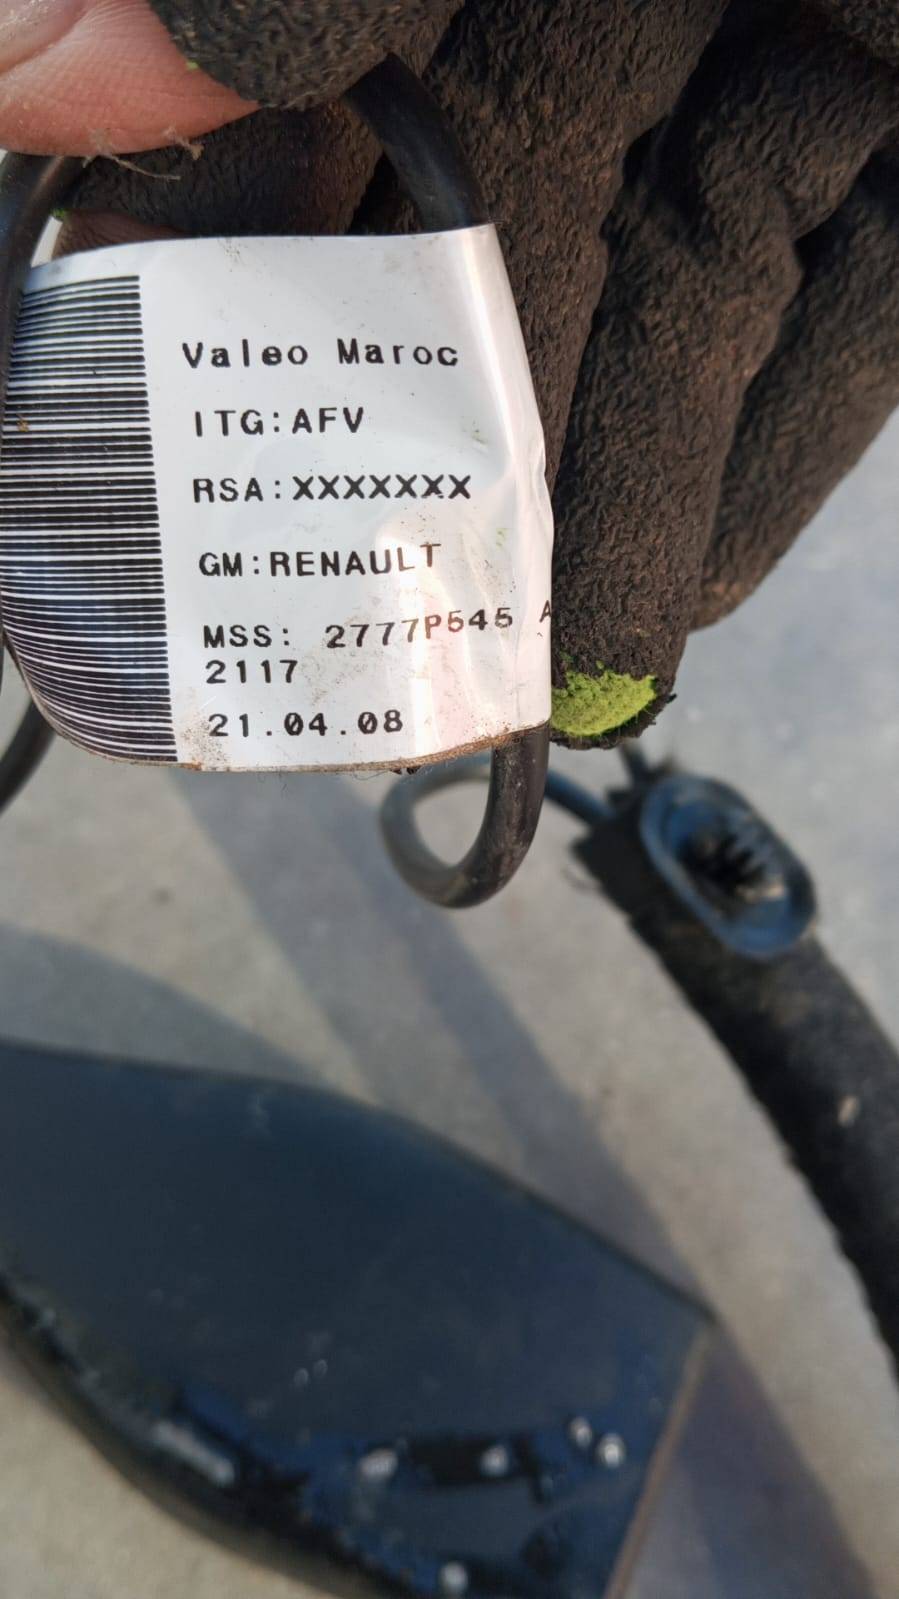 Valeo Maroc
ITG:AFV
RSA:XXXXXXX
GM:RENAULT
MSS: 2777P545 A
2117
21.04.08